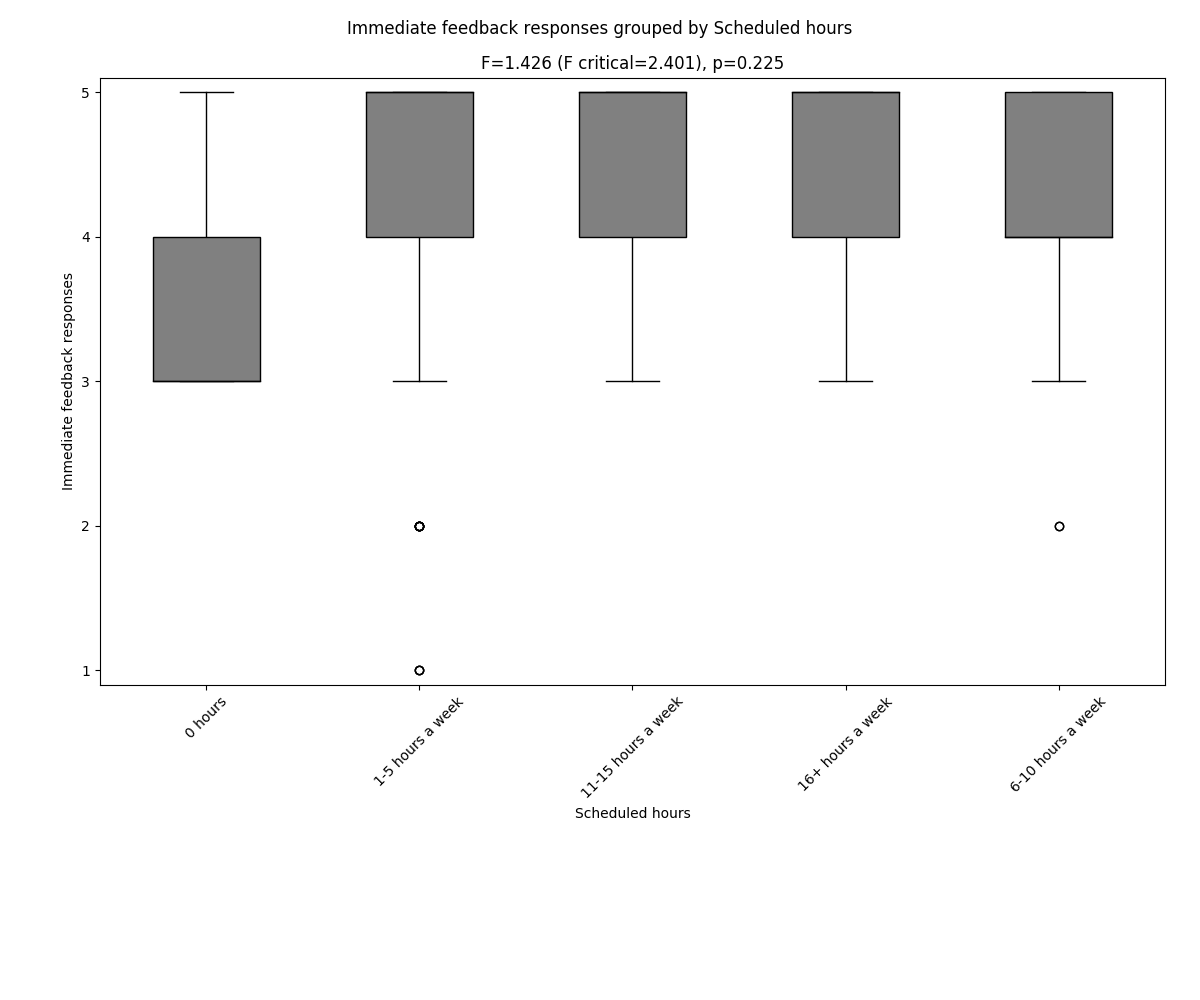 Immediate feedback responses grouped by Scheduled hours
F=1.426 (F critical=2.401), p=0.225
5
4
3
2
1
Immediate feedback responses
0 hours
1-5 hours a week
11-15 hours a week
16+ hours a week
6-10 hours a week
Scheduled hours